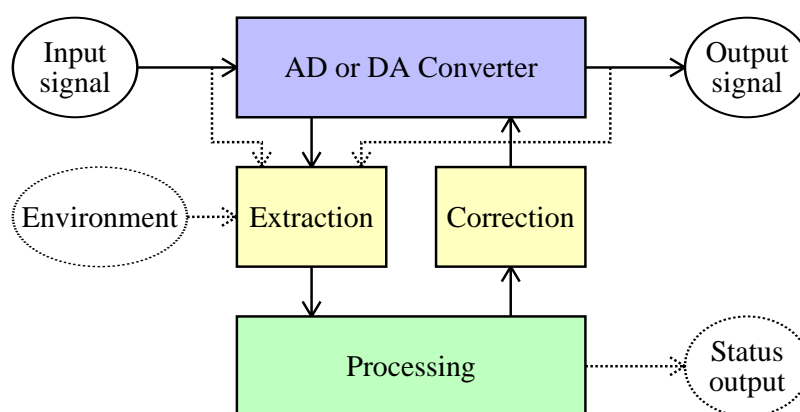 Input
signal
AD or DA Converter
Output
signal
Environment
Extraction
Correction
Processing
Status
output